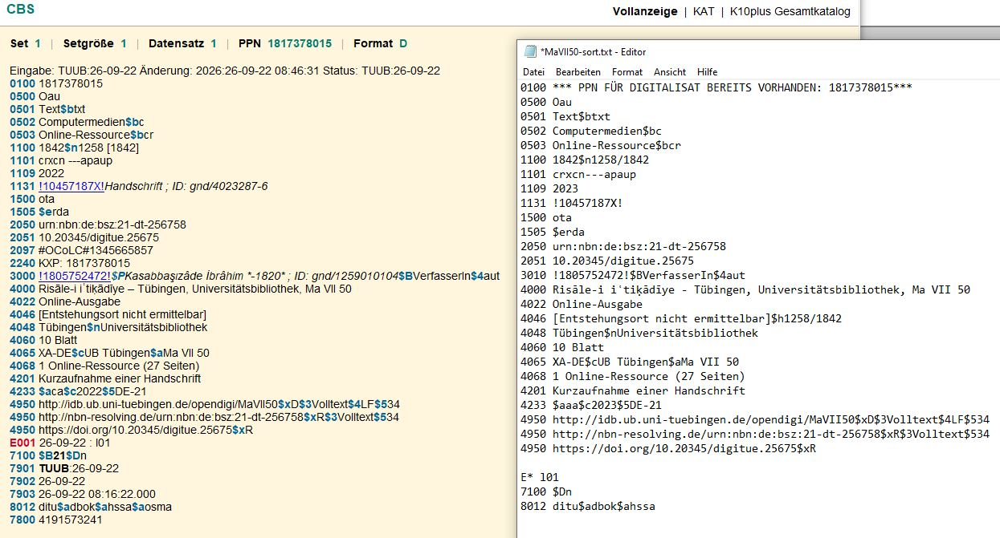 CBS
Vollanzeige | KAT | K10plus Gesamtkatalog
Set 1 | Setgröße 1 | Datensatz 1 | PPN 1817378015 | Format D
Eingabe: TUUB:26-09-22 Änderung: 2026:26-09-22 08:46:31 Status: TUUB:26-09-22
0100 1817378015
0500 Oau
0501 Text$btxt
0502 Computermedien$bc
0503 Online-Ressource$bcr
1100 1842$n1258 [1842]
1101 crxcn ---apaup
1109 2022
1131 !10457187X!Handschrift ; ID: gnd/4023287-6
1500 ota
1505 $erda
2050 urn:nbn:de:bsz:21-dt-256758
2051 10.20345/digitue.25675
2097 #OCoLC#1345665857
2240 KXP: 1817378015
3000 !1805752472!$PKasabbaşızâde İbrâhim *-1820* ; ID: gnd/1259010104$BVerfasserIn$4aut
4000 Risāle-i iʿtiḳādīye – Tübingen, Universitätsbibliothek, Ma VII 50
4022 Online-Ausgabe
4046 [Entstehungsort nicht ermittelbar]
4048 Tübingen$nUniversitätsbibliothek
4060 10 Blatt
4065 XA-DE$cUB Tübingen$aMa VII 50
4068 1 Online-Ressource (27 Seiten)
4201 Kurzaufnahme einer Handschrift
4233 $aca$c2022$5DE-21
4950 http://idb.ub.uni-tuebingen.de/opendigi/MaVII50$xD$3Volltext$4LF$534
4950 http://nbn-resolving.de/urn:nbn:de:bsz:21-dt-256758$xR$3Volltext$534
4950 https://doi.org/10.20345/digitue.25675$xR
E001 26-09-22 : l01
7100 $B21$Dn
7901 TUUB:26-09-22
7902 26-09-22
7903 26-09-22 08:16:22.000
8012 ditu$adbok$ahssa$aosma
7800 4191573241
*MaVII50-sort.txt - Editor
Datei Bearbeiten Format Ansicht Hilfe
0100 *** PPN FÜR DIGITALISAT BEREITS VORHANDEN: 1817378015***
0500 Oau
0501 Text$btxt
0502 Computermedien$bc
0503 Online-Ressource$bcr
1100 1842$n1258/1842
1101 crxcn---apaup
1109 2023
1131 !10457187X!
1500 ota
1505 $erda
2050 urn:nbn:de:bsz:21-dt-256758
2051 10.20345/digitue.25675
3010 !1805752472!$BVerfasserIn$4aut
4000 Risāle-i iʿtiḳādīye - Tübingen, Universitätsbibliothek, Ma VII 50
4022 Online-Ausgabe
4046 [Entstehungsort nicht ermittelbar]$h1258/1842
4048 Tübingen$nUniversitätsbibliothek
4060 10 Blatt
4065 XA-DE$cUB Tübingen$aMa VII 50
4068 1 Online-Ressource (27 Seiten)
4201 Kurzaufnahme einer Handschrift
4233 $aaa$c2023$5DE-21
4950 http://idb.ub.uni-tuebingen.de/opendigi/MaVII50$xD$3Volltext$4LF$534
4950 http://nbn-resolving.de/urn:nbn:de:bsz:21-dt-256758$xR$3Volltext$534
4950 https://doi.org/10.20345/digitue.25675$xR
E* l01
7100 $Dn
8012 ditu$adbok$ahssa